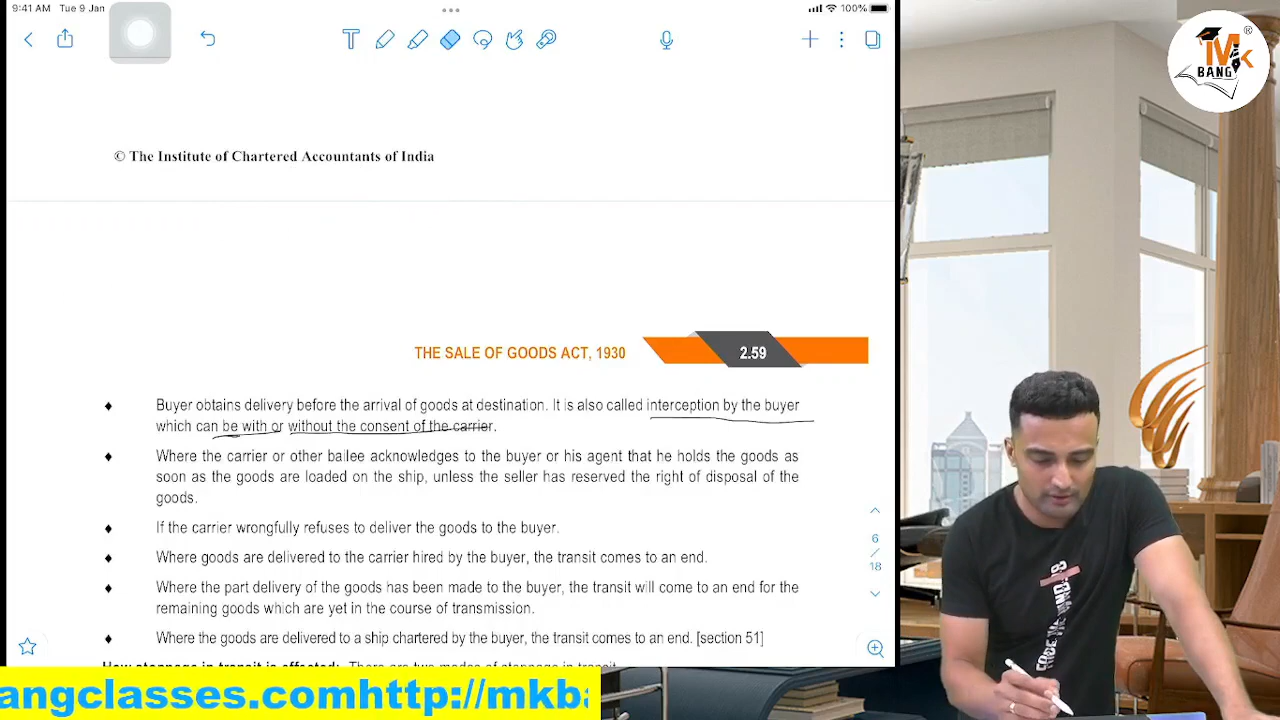 9:41 AM Tue 9 Jan
100%
T
MK
BANG
®
© The Institute of Chartered Accountants of India
THE SALE OF GOODS ACT, 1930
2.59
♦ Buyer obtains delivery before the arrival of goods at destination. It is also called interception by the buyer
which can be with or without the consent of the carrier.
♦ Where the carrier or other bailee acknowledges to the buyer or his agent that he holds the goods as
soon as the goods are loaded on the ship, unless the seller has reserved the right of disposal of the
goods.
♦ If the carrier wrongfully refuses to deliver the goods to the buyer.
♦ Where goods are delivered to the carrier hired by the buyer, the transit comes to an end.
♦ Where the part delivery of the goods has been made to the buyer, the transit will come to an end for the
remaining goods which are yet in the course of transmission.
♦ Where the goods are delivered to a ship chartered by the buyer, the transit comes to an end. [section 51]
6
/
18
angclasses.comhttp://mkba